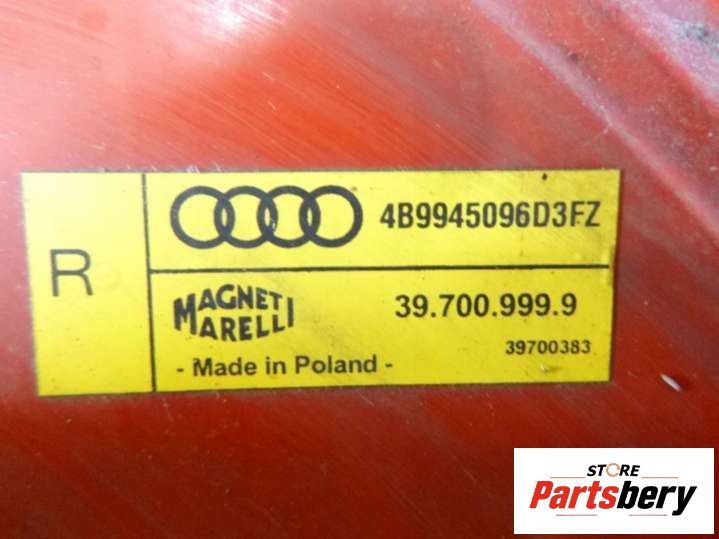 R
4B9945096D3FZ
MAGNETI
MARELLI
39.700.999.9
- Made in Poland -
39700383
STORE
Partsbery